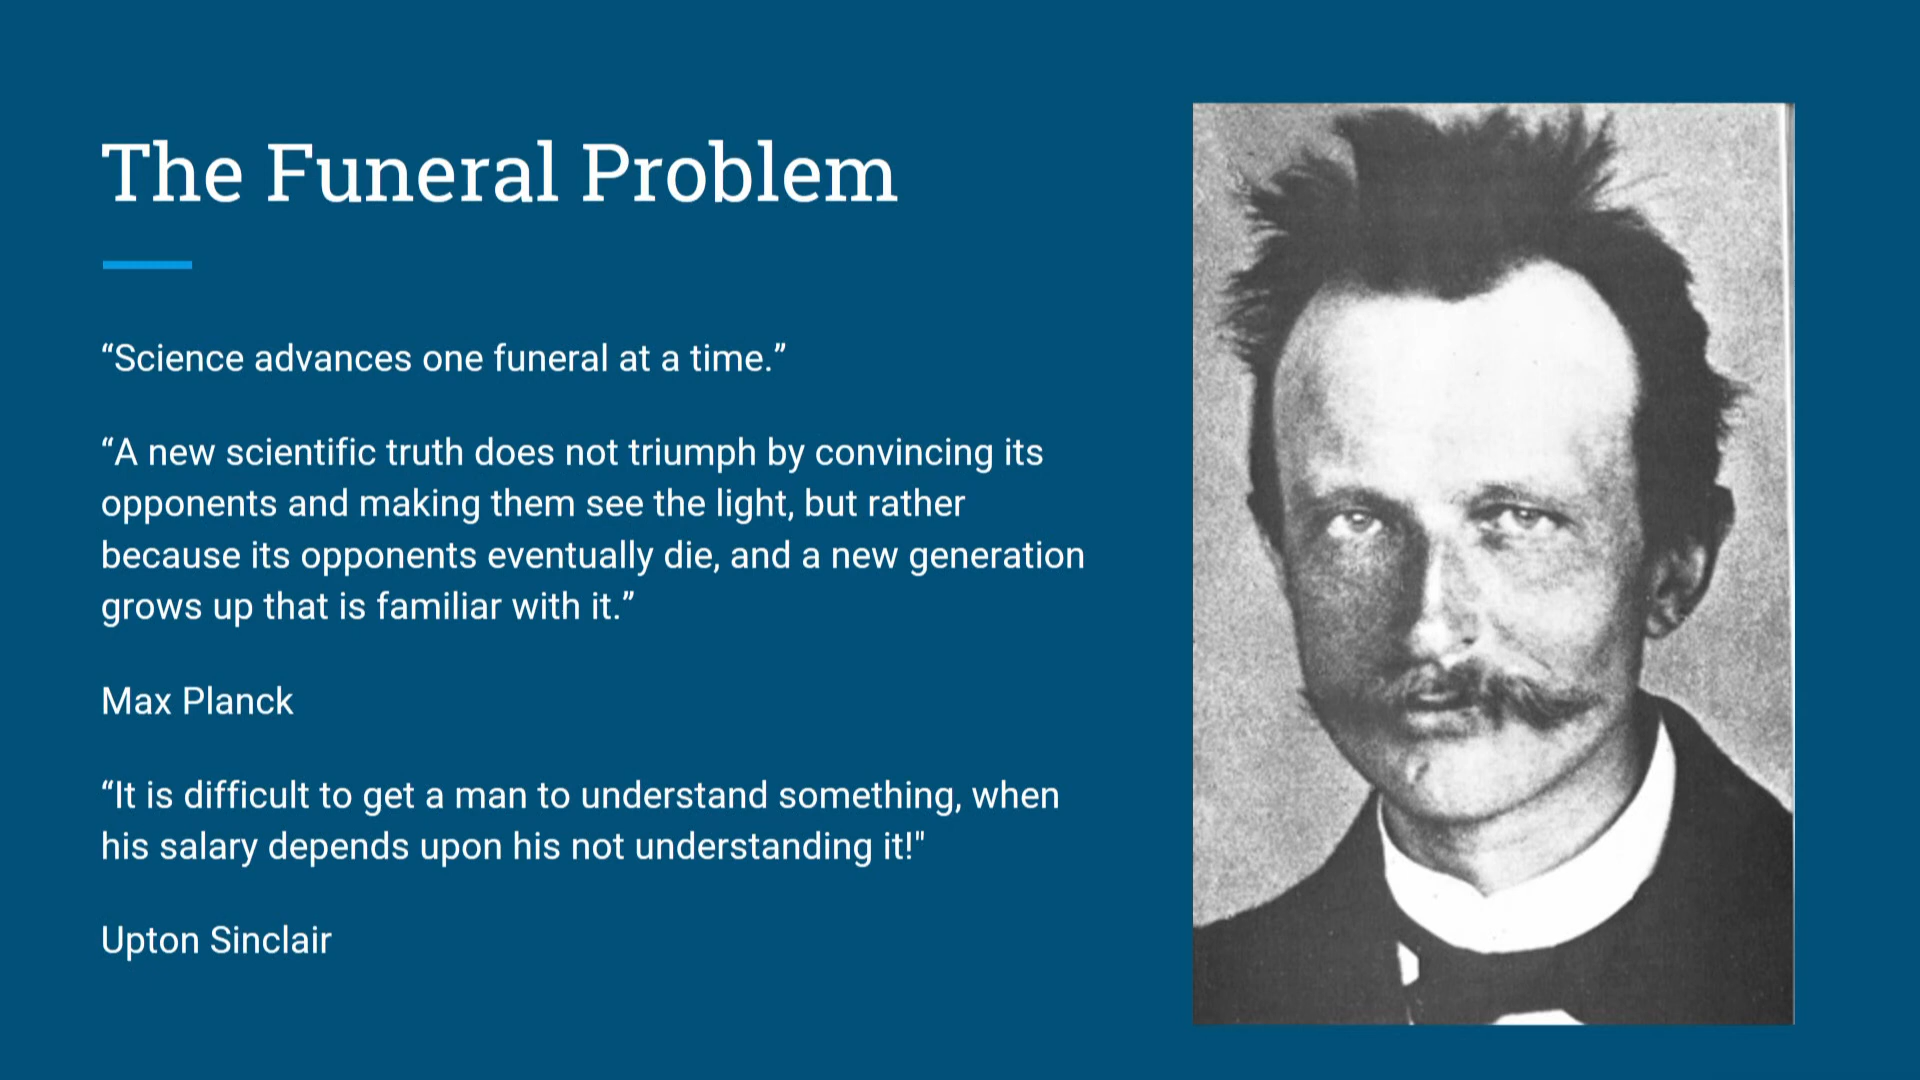 The Funeral Problem
“Science advances one funeral at a time.”
“A new scientific truth does not triumph by convincing its
opponents and making them see the light, but rather
because its opponents eventually die, and a new generation
grows up that is familiar with it.”
Max Planck
“It is difficult to get a man to understand something, when
his salary depends upon his not understanding it!"
Upton Sinclair